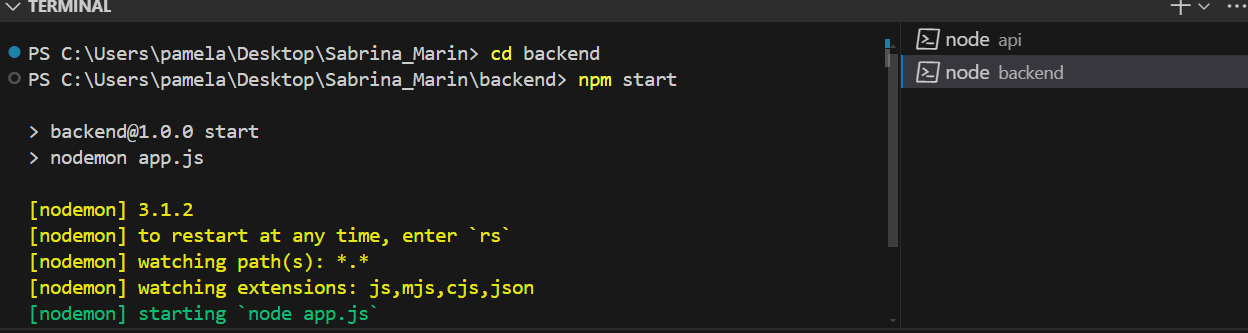 TERMINAL
PS C:\Users\pamela\Desktop\Sabrina_Marin> cd backend
PS C:\Users\pamela\Desktop\Sabrina_Marin\backend> npm start
> backend@1.0.0 start
> nodemon app.js
[nodemon] 3.1.2
[nodemon] to restart at any time, enter `rs`
[nodemon] watching path(s): *.*
[nodemon] watching extensions: js,mjs,cjs,json
[nodemon] starting `node app.js`
node api
node backend